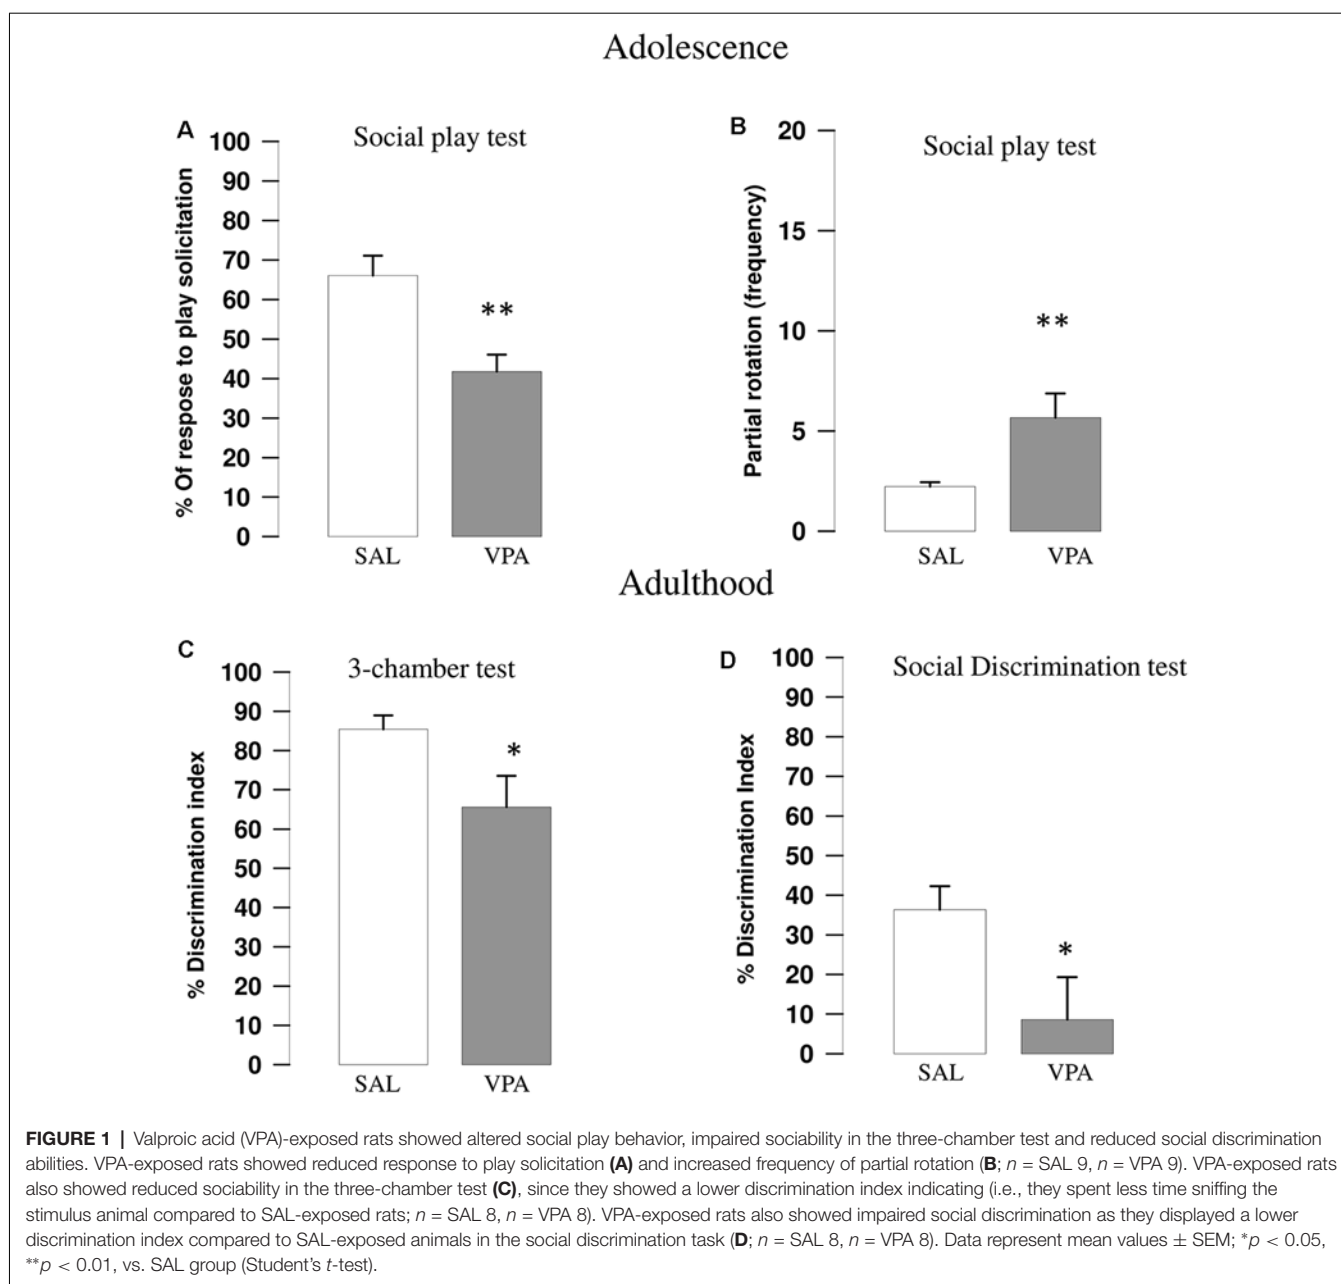 Adolescence
A
Social play test
% Of respose to play solicitation
100
90
80
70
60
50
40
30
20
10
0
**
SAL VPA
B
Social play test
Partial rotation (frequency)
20
15
10
5
0
**
SAL VPA
Adulthood
C
3-chamber test
% Discrimination index
100
90
80
70
60
50
40
30
20
10
0
*
SAL VPA
D
Social Discrimination test
% Discrimination Index
100
90
80
70
60
50
40
30
20
10
0
*
SAL VPA
FIGURE 1 | Valproic acid (VPA)-exposed rats showed altered social play behavior, impaired sociability in the three-chamber test and reduced social discrimination
abilities. VPA-exposed rats showed reduced response to play solicitation (A) and increased frequency of partial rotation (B; n = SAL 9, n = VPA 9). VPA-exposed rats
also showed reduced sociability in the three-chamber test (C), since they showed a lower discrimination index indicating (i.e., they spent less time sniffing the
stimulus animal compared to SAL-exposed rats; n = SAL 8, n = VPA 8). VPA-exposed rats also showed impaired social discrimination as they displayed a lower
discrimination index compared to SAL-exposed animals in the social discrimination task (D; n = SAL 8, n = VPA 8). Data represent mean values ± SEM; *p < 0.05,
**p < 0.01, vs. SAL group (Student's t-test).